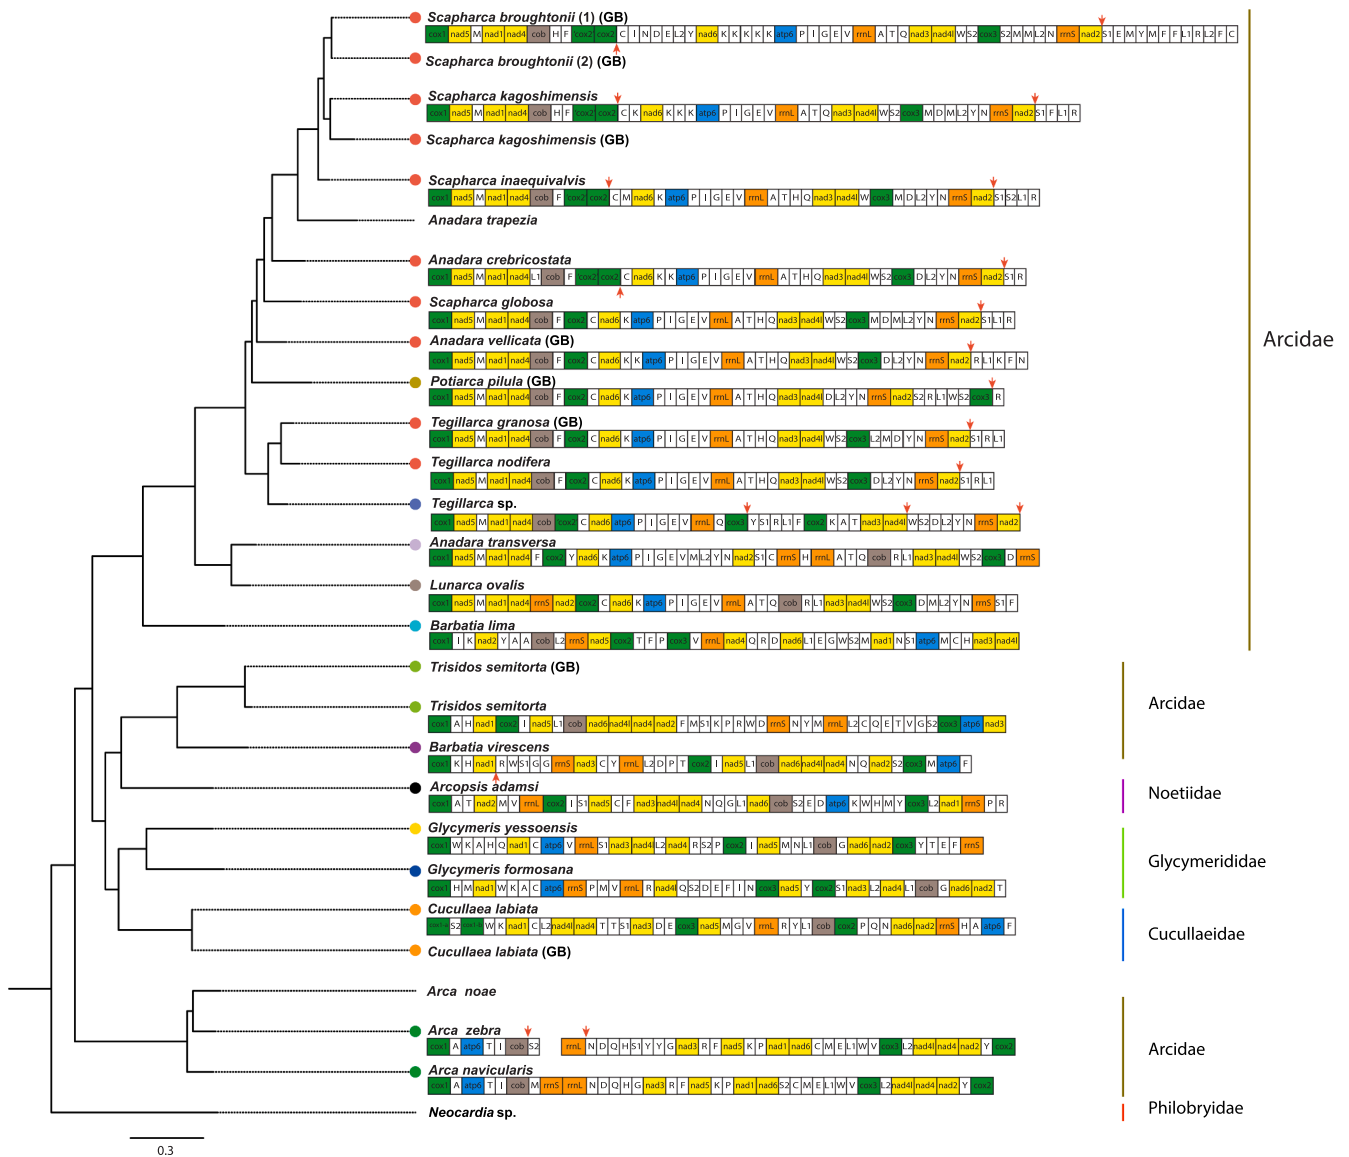 Scapharca broughtonii (1) (GB)
cox1 nad5 M nad1 nad4 cob H F cox2 cox2 C I N D E L2 Y nad6 K K K K K atp6 P I G E V rrnL A T Q nad3 nad4l W S2 cox3 S2 M M L2 N rrnS nad2 S1 E M Y M F F L1 R L2 F C
Scapharca broughtonii (2) (GB)
Scapharca kagoshimensis
cox1 nad5 M nad1 nad4 cob H F cox2 cox2 C K nad6 K K K atp6 P I G E V rrnL A T Q nad3 nad4l W S2 cox3 M D M L2 Y N rrnS nad2 S1 F L1 R
Scapharca kagoshimensis (GB)
Scapharca inaequivalvis
cox1 nad5 M nad1 nad4 cob F cox2 cox2 C M nad6 K atp6 P I G E V rrnL A T H Q nad3 nad4l W cox3 M D L2 Y N rrnS nad2 S1 S2 L1 R
Anadara trapezia
Anadara crebricostata
cox1 nad5 M nad1 nad4 L1 cob F cox2 cox2 C nad6 K K atp6 P I G E V rrnL A T H Q nad3 nad4l W S2 cox3 D L2 Y N rrnS nad2 S1 R
Scapharca globosa
cox1 nad5 M nad1 nad4 cob F cox2 C nad6 K atp6 P I G E V rrnL A T H Q nad3 nad4l W S2 cox3 M D M L2 Y N rrnS nad2 S1 L1 R
Anadara vellicata (GB)
cox1 nad5 M nad1 nad4 cob F cox2 C nad6 K K atp6 P I G E V rrnL A T H Q nad3 nad4l W S2 cox3 D L2 Y N rrnS nad2 R L1 K F N
Potiarca pilula (GB)
cox1 nad5 M nad1 nad4 cob F cox2 C nad6 K atp6 P I G E V rrnL A T H Q nad3 nad4l D L2 Y N rrnS nad2 S2 R L1 W S2 cox3 R
Tegillarca granosa (GB)
cox1 nad5 M nad1 nad4 cob F cox2 C nad6 K atp6 P I G E V rrnL A T H Q nad3 nad4l W S2 cox3 L2 M D Y N rrnS nad2 S1 R L1
Tegillarca nodifera
cox1 nad5 M nad1 nad4 cob F cox2 C nad6 K atp6 P I G E V rrnL A T H Q nad3 nad4l W S2 cox3 D L2 Y N rrnS nad2 S1 R L1
Tegillarca sp.
cox1 nad5 M nad1 nad4 cob cox2 C nad6 atp6 P I G E V rrnL Q cox3 Y S1 R L1 F cox2 K A T nad3 nad4l W S2 D L2 Y N rrnS nad2
Anadara transversa
cox1 nad5 M nad1 nad4 F cox2 Y nad6 K atp6 P I G E V M L2 Y N nad2 S1 C rrnS H rrnL A T Q cob R L1 nad3 nad4l W S2 cox3 D rrnS
Lunarca ovalis
cox1 nad5 M nad1 nad4 rrnS nad2 cox2 C nad6 K atp6 P I G E V rrnL A T Q cob R L1 nad3 nad4l W S2 cox3 D M L2 Y N rrnS S1 F
Barbatia lima
cox1 I K nad2 Y A A cob L2 rrnS nad5 cox2 T F P cox3 V rrnL nad4 Q R D nad6 L1 E G W S2 M nad1 N S1 atp6 M C H nad3 nad4l
Arcidae
Trisidos semitorta (GB)
Trisidos semitorta
cox1 A H nad1 cox2 I nad5 L1 cob nad6 nad4l nad4 nad2 F M S1 K P R W D rrnS N Y M rrnL L2 C Q E T V G S2 cox3 atp6 nad3
Arcidae
Barbatia virescens
cox1 K H nad1 R W S1 G G rrnS nad3 C Y rrnL L2 D P T cox2 I nad5 L1 cob nad6 nad4l nad4 N Q nad2 S2 cox3 M atp6 F
Arcopsis adamsi
cox1 A T nad2 M V rrnL cox2 I S1 nad5 C F nad3 nad4l nad4 N Q G L1 nad6 cob S2 E D atp6 K W H M Y cox3 L2 nad1 rrnS P R
Noetiidae
Glycymeris yessoensis
cox1 W K A H Q nad1 C atp6 V rrnL S1 nad3 nad4l L2 nad4 R S2 P cox2 I nad5 M N L1 cob G nad6 nad2 cox3 Y T E F rrnS
Glycymerididae
Glycymeris formosana
cox1 H M nad1 W K A C atp6 rrnS P M V rrnL R nad4l Q S2 D E F I N cox3 nad5 Y cox2 S1 nad3 L2 nad4 L1 cob G nad6 nad2 T
Cucullaea labiata
S2 W K nad1 C L2 nad4l nad4 T T S1 nad3 D E cox3 nad5 M G V rrnL R Y L1 cob cox2 P Q N nad6 nad2 rrnS H A atp6 F
Cucullaeidae
Cucullaea labiata (GB)
Arca noae
Arca zebra
cox1 A atp6 T I cob S2 rrnL N D Q H S1 Y Y G nad3 R F nad5 K P nad1 nad6 C M E L1 W V cox3 L2 nad4l nad4 nad2 Y cox2
Arcidae
Arca navicularis
cox1 A atp6 T I cob M rrnS rrnL N D Q H G nad3 R F nad5 K P nad1 nad6 S2 C M E L1 W V cox3 L2 nad4l nad4 nad2 Y cox2
Neocardia sp.
Philobryidae
0.3